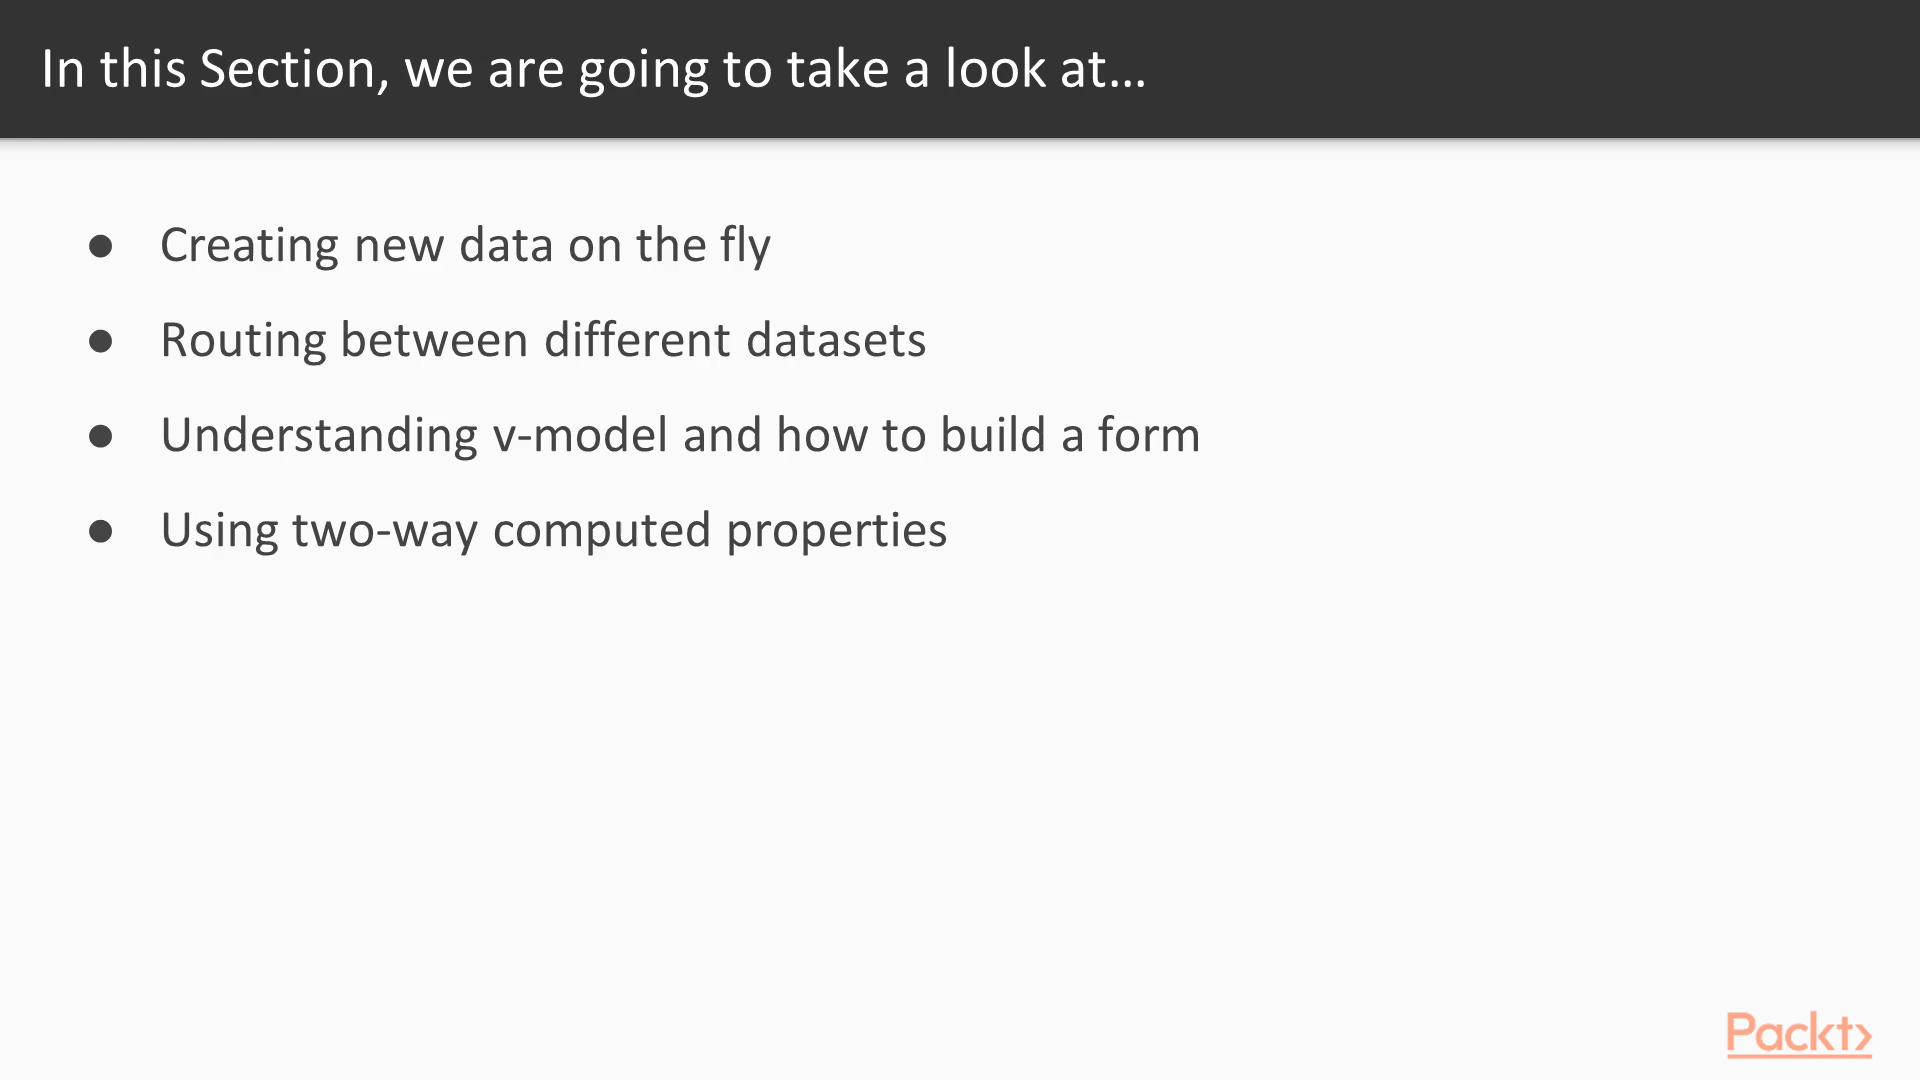 In this Section, we are going to take a look at...
● Creating new data on the fly
● Routing between different datasets
● Understanding v-model and how to build a form
● Using two-way computed properties
Packt>